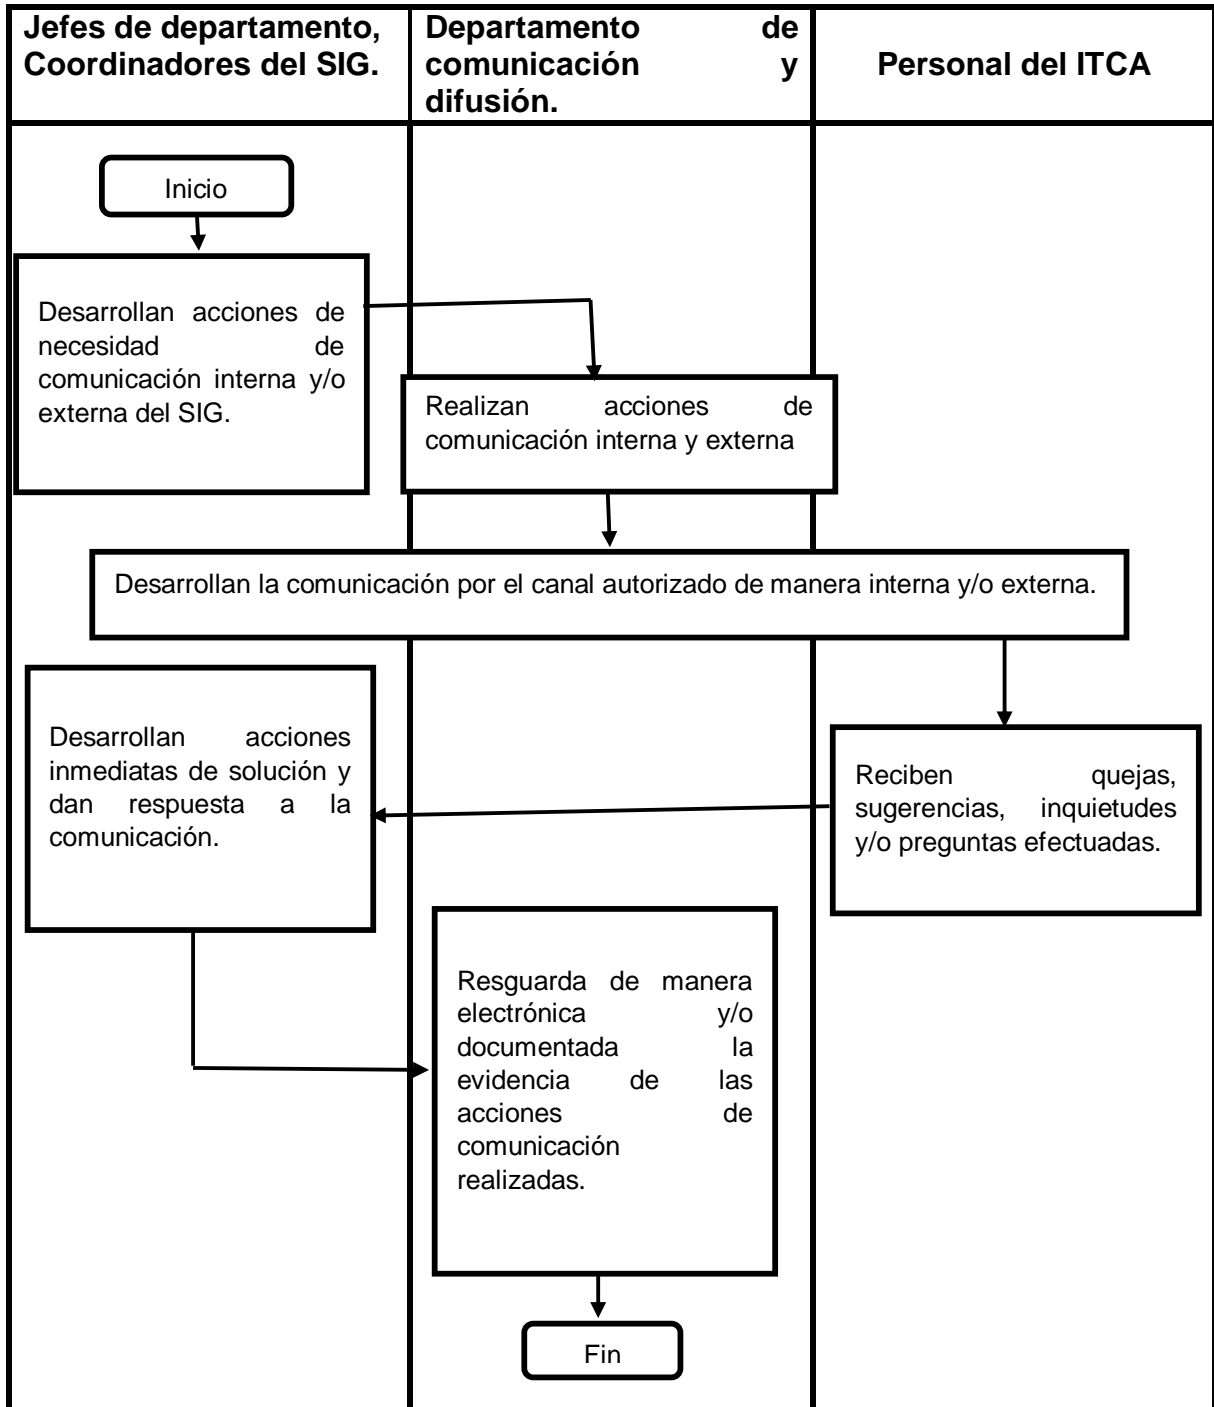 Jefes de departamento,
Coordinadores del SIG.
Departamento de
comunicación y
difusión.
Personal del ITCA
Inicio
Desarrollan acciones de
necesidad de
comunicación interna y/o
externa del SIG.
Realizan acciones de
comunicación interna y externa
Desarrollan la comunicación por el canal autorizado de manera interna y/o externa.
Reciben quejas,
sugerencias, inquietudes
y/o preguntas efectuadas.
Desarrollan acciones
inmediatas de solución y
dan respuesta a la
comunicación.
Resguarda de manera
electrónica y/o
documentada la
evidencia de las
acciones de
comunicación
realizadas.
Fin